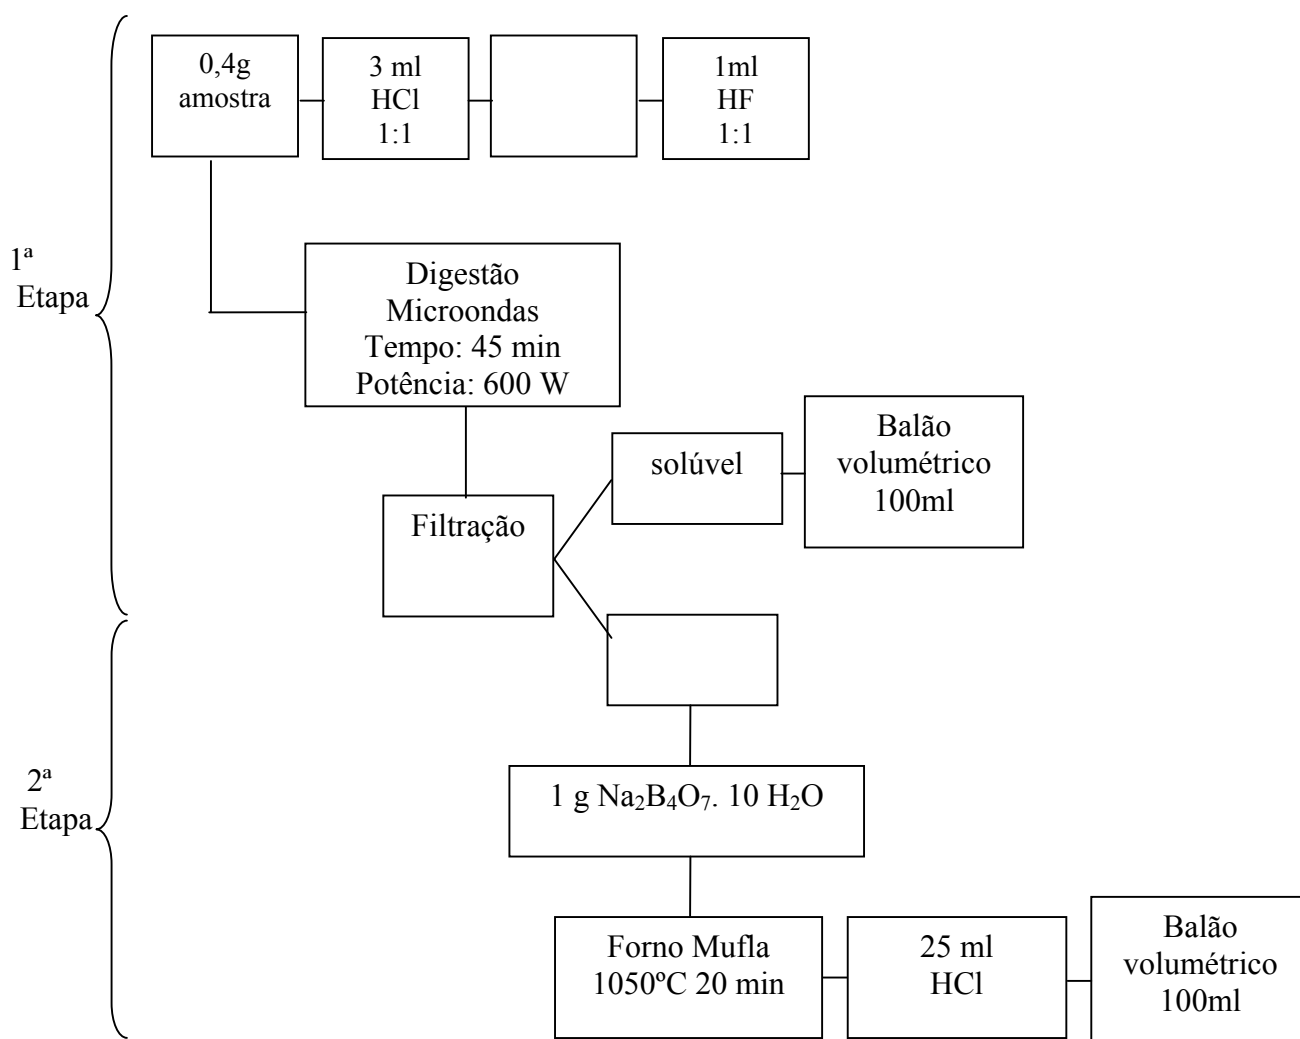 0,4g
amostra
3 ml
HCl
1:1
1ml
HF
1:1
1ª
Etapa
Digestão
Microondas
Tempo: 45 min
Potência: 600 W
Filtração
solúvel
Balão
volumétrico
100ml
2ª
Etapa
1 g Na₂B₄O₇. 10 H₂O
Forno Mufla
1050ºC 20 min
25 ml
HCl
Balão
volumétrico
100ml